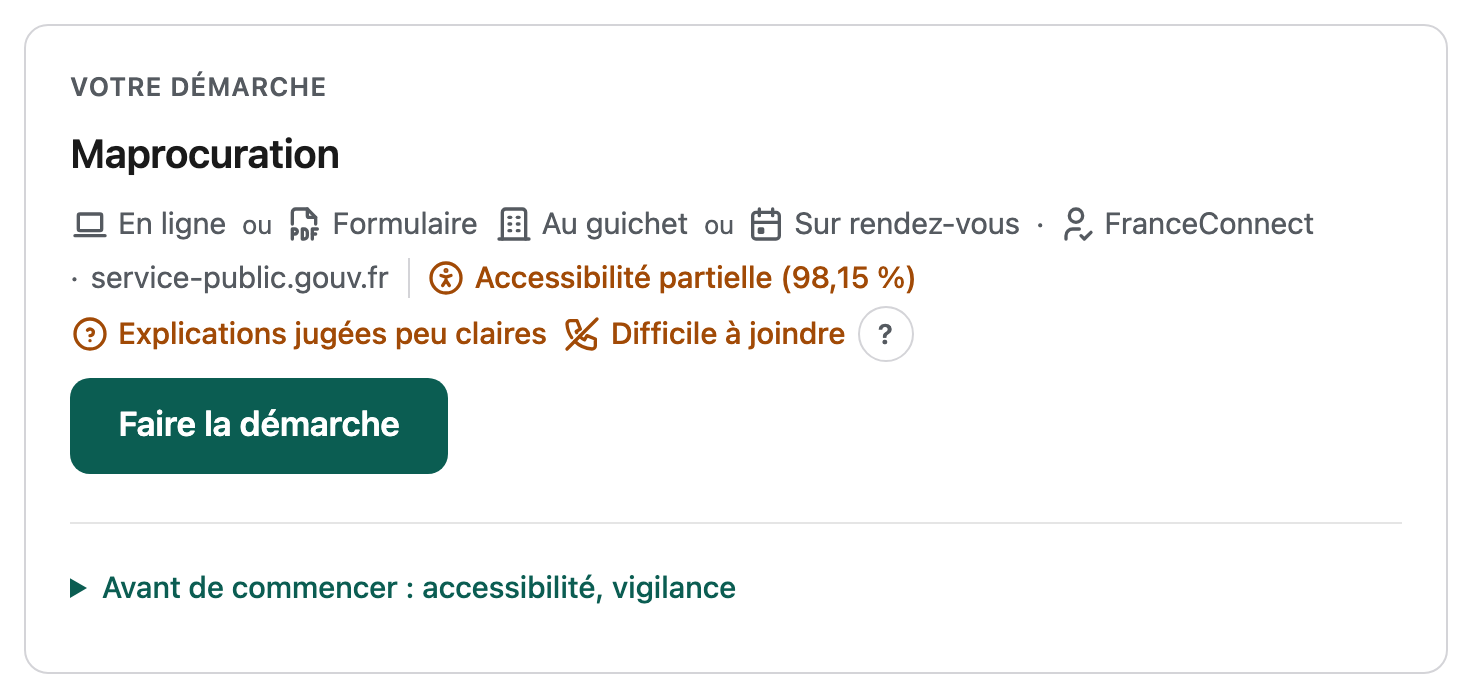 VOTRE DÉMARCHE
Maprocuration
En ligne ou Formulaire Au guichet ou Sur rendez-vous · FranceConnect
· service-public.gouv.fr Accessibilité partielle (98,15 %)
Explications jugées peu claires Difficile à joindre ?
Faire la démarche
Avant de commencer : accessibilité, vigilance